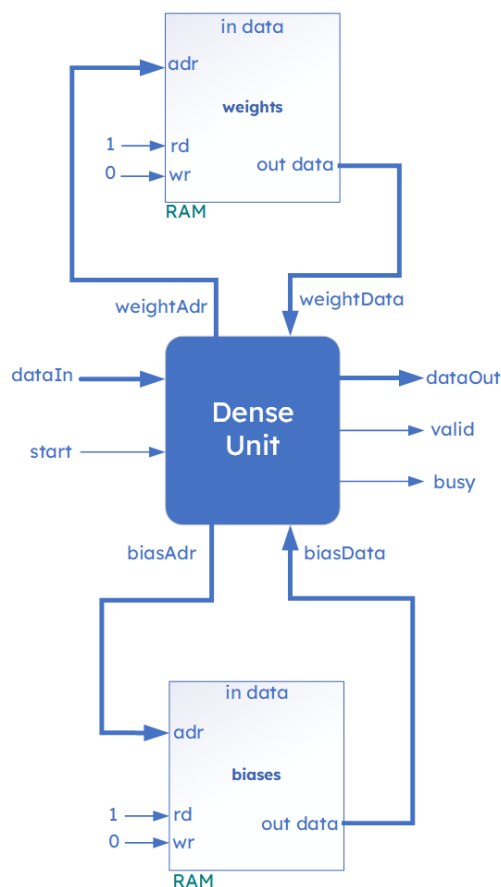 in data
adr
weights
1
rd
0
wr
out data
RAM
weightAdr
weightData
dataIn
dataOut
Dense
Unit
valid
start
busy
biasAdr
biasData
in data
adr
biases
1
rd
0
wr
out data
RAM